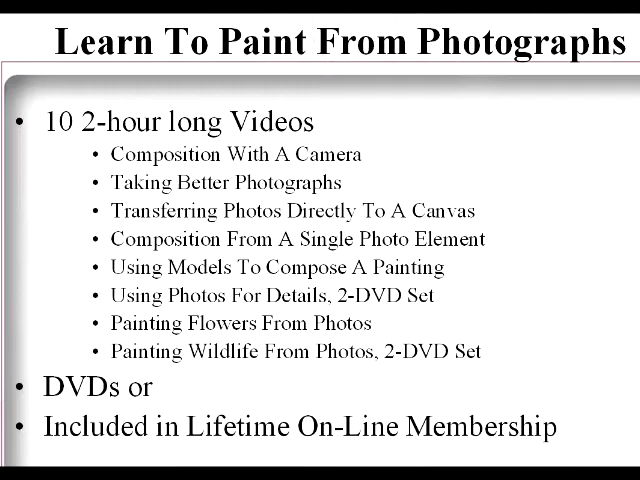 Learn To Paint From Photographs
• 10 2-hour long Videos
• Composition With A Camera
• Taking Better Photographs
• Transferring Photos Directly To A Canvas
• Composition From A Single Photo Element
• Using Models To Compose A Painting
• Using Photos For Details, 2-DVD Set
• Painting Flowers From Photos
• Painting Wildlife From Photos, 2-DVD Set
• DVDs or
• Included in Lifetime On-Line Membership